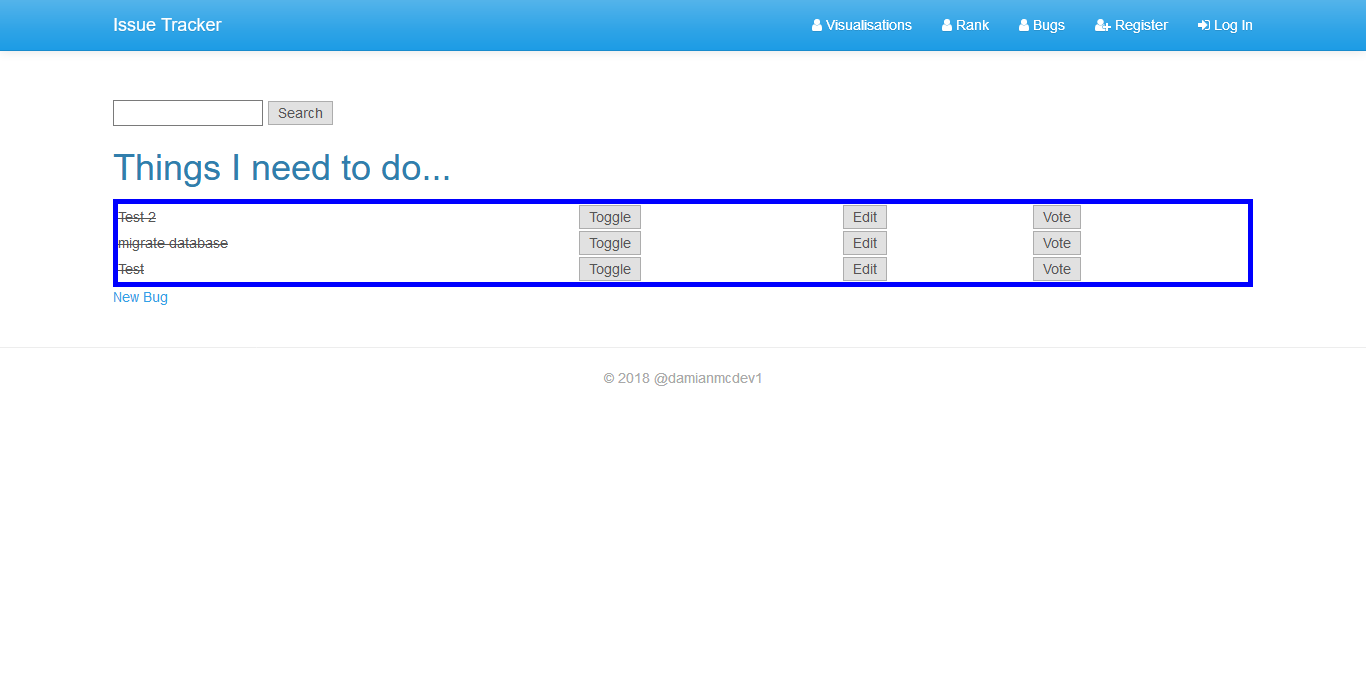 Issue Tracker Visualisations Rank Bugs Register Log In
Search
Things I need to do...
Test 2 Toggle Edit Vote
migrate database Toggle Edit Vote
Test Toggle Edit Vote
New Bug
© 2018 @damianmcdev1